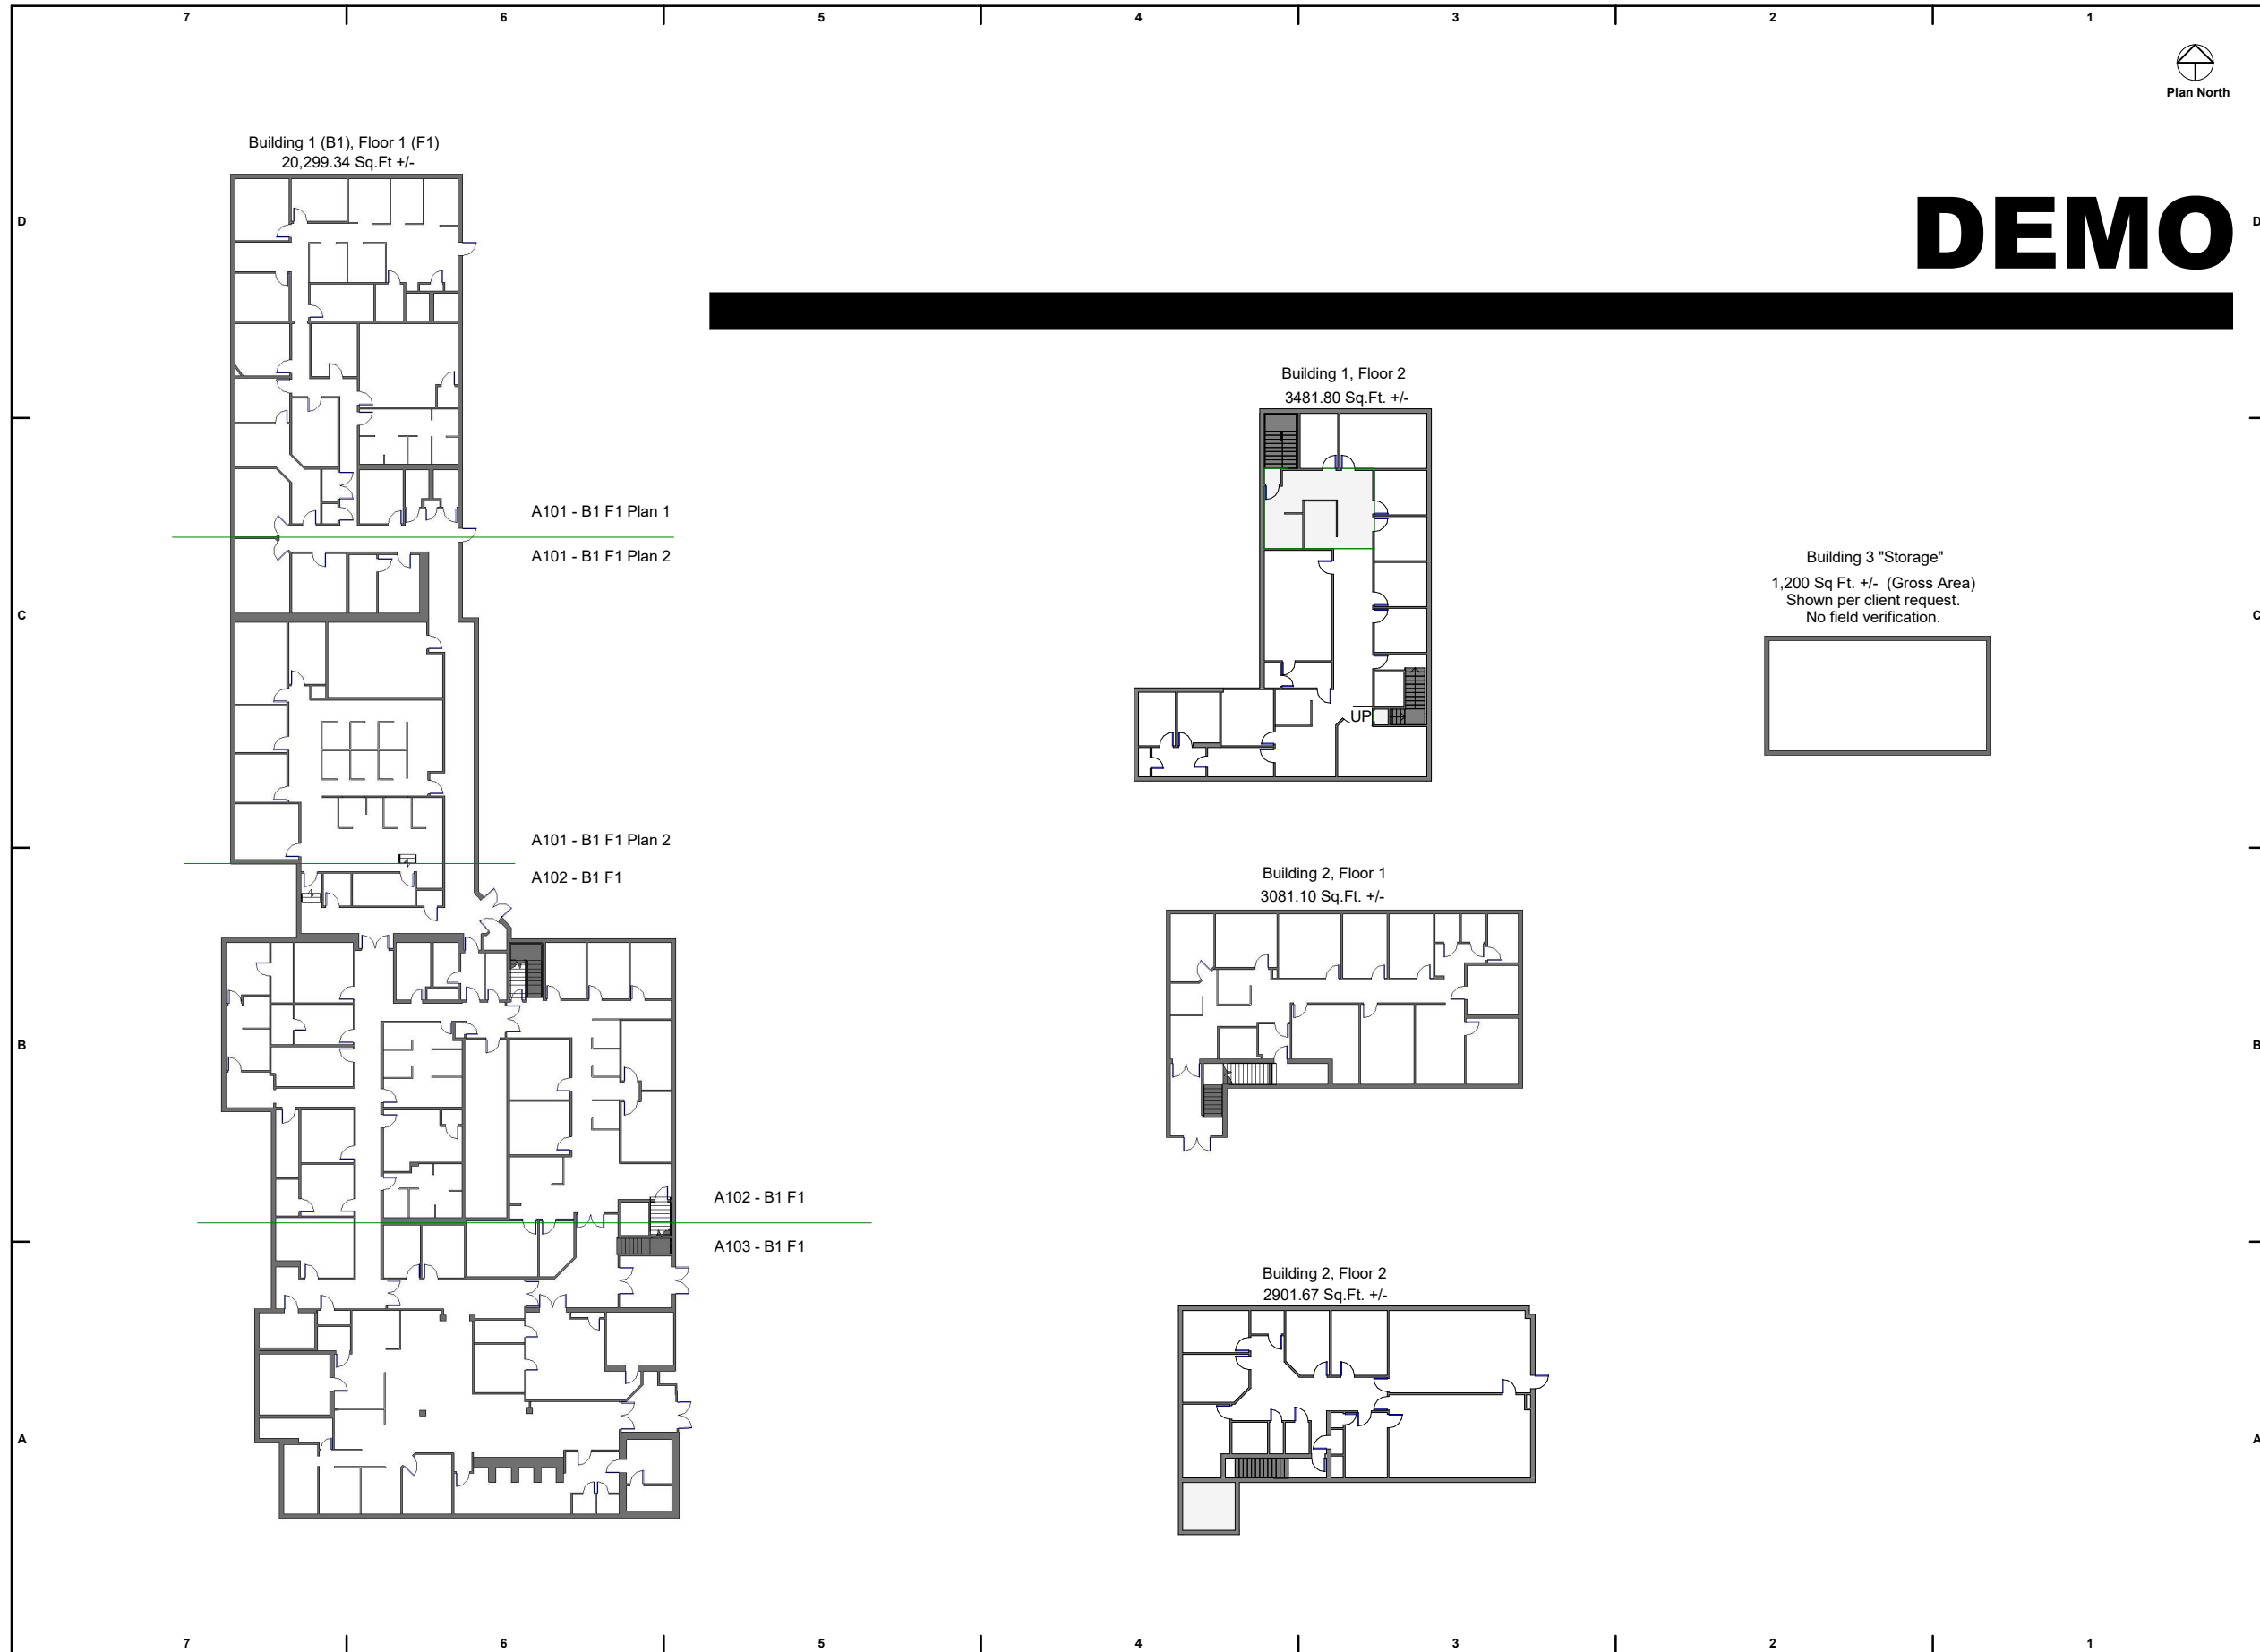 7 6 5 4 3 2 1
Plan North
Building 1 (B1), Floor 1 (F1)
20,299.34 Sq.Ft +/-
D
DEMO
D
Building 1, Floor 2
3481.80 Sq.Ft. +/-
A101 - B1 F1 Plan 1
A101 - B1 F1 Plan 2
Building 3 "Storage"
1,200 Sq Ft. +/- (Gross Area)
Shown per client request.
No field verification.
C
C
UP
A101 - B1 F1 Plan 2
A102 - B1 F1
Building 2, Floor 1
3081.10 Sq.Ft. +/-
B
B
A102 - B1 F1
A103 - B1 F1
Building 2, Floor 2
2901.67 Sq.Ft. +/-
A
A
7 6 5 4 3 2 1